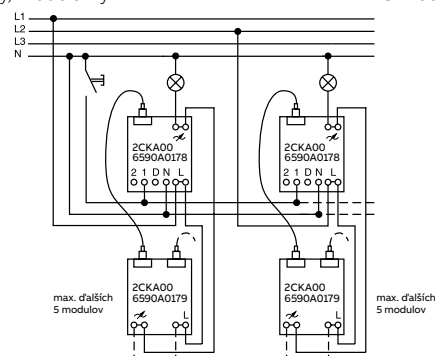 L1
L2
L3
N
2CKA00
6590A0178
2 1 D N L
2CKA00
6590A0178
2 1 D N L
max. ďalších
5 modulov
2CKA00
6590A0179
L
2CKA00
6590A0179
L
max. ďalších
5 modulov